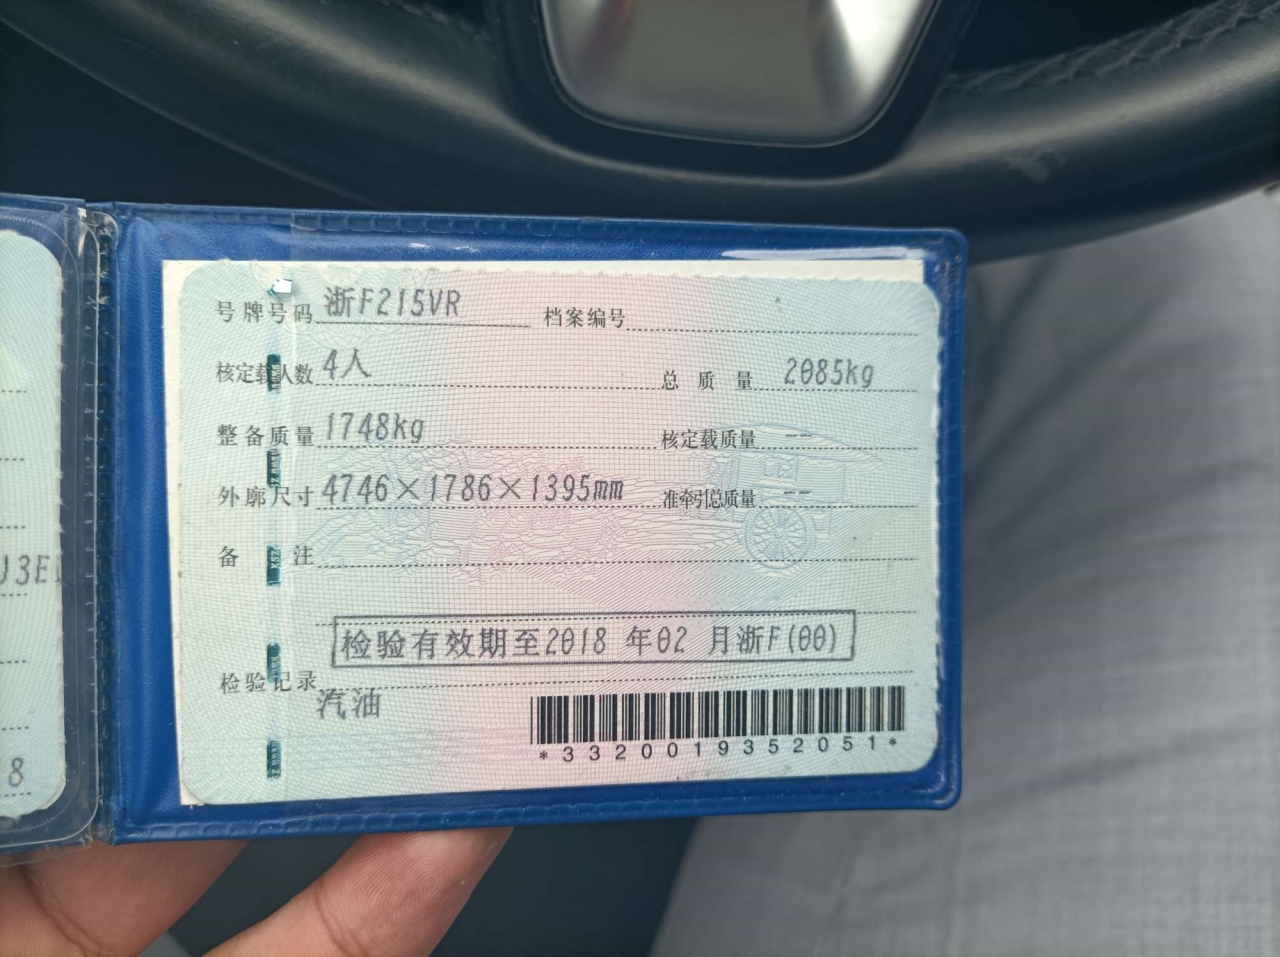 号牌号码 浙F215VR 档案编号
核定载人数 4人 总质量 2085kg
整备质量 1748kg 核定载质量 --
外廓尺寸 4746×1786×1395mm 准牵引总质量 --
备注
检验有效期至2018 年02 月浙F(00)
检验记录
汽油
*3320019352051*
J3E
8